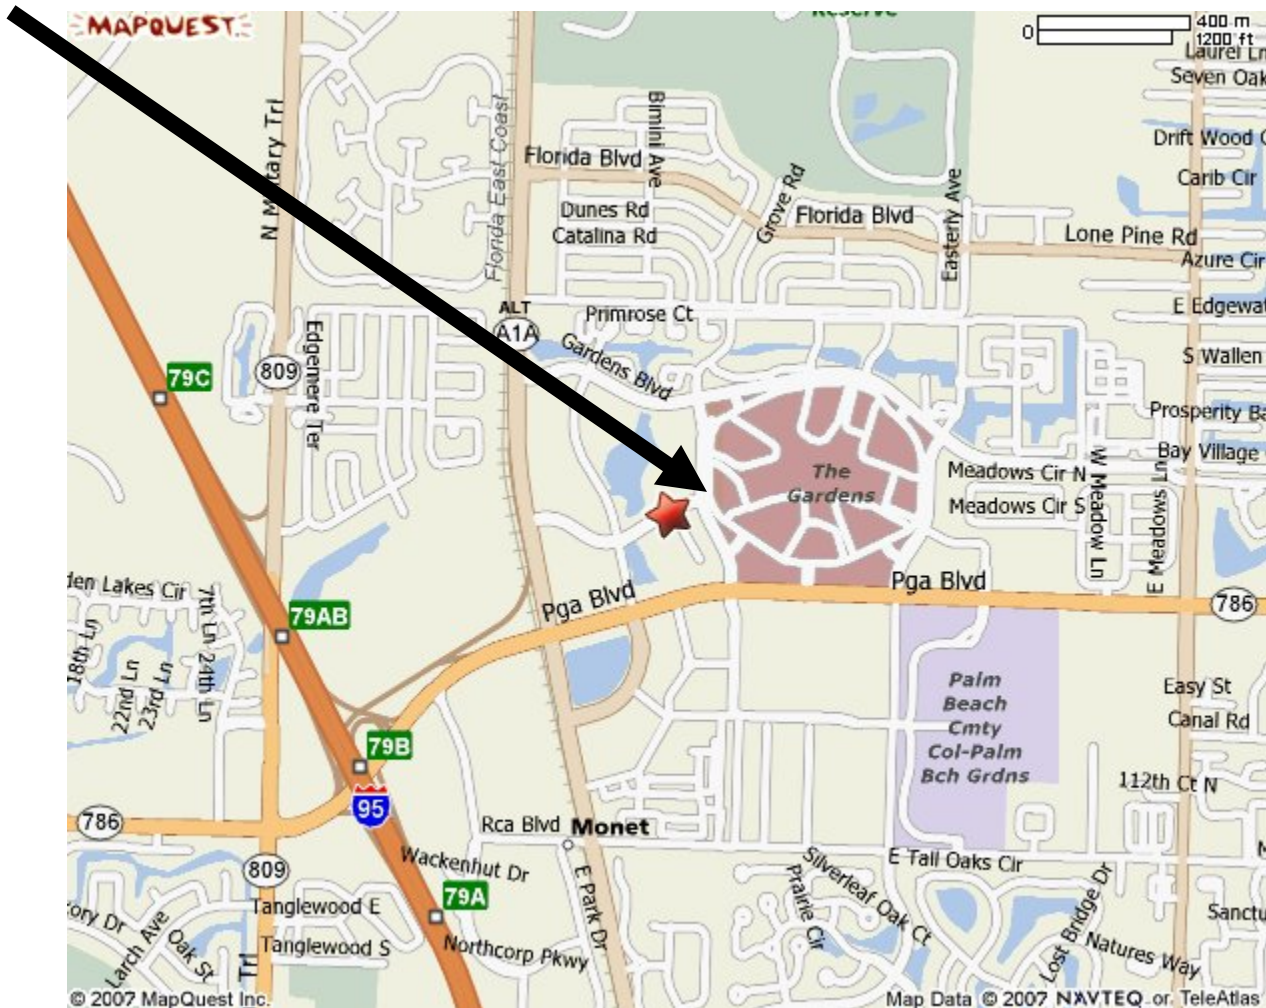 MAPQUEST
Reserve
0
400 m
1200 ft
Laurel Ln
Seven Oak
N Military Trl
Florida East Coast
Bimini Ave
Florida Blvd
Drift Wood
Carib Cir
Grove Rd
Easterly Ave
Dunes Rd
Catalina Rd
Florida Blvd
Lone Pine Rd
Azure Cir
ALT
A1A
Primrose Ct
E Edgewat
Gardens Blvd
S Wallen
Edgemere Ter
809
79C
Prosperity Ba
Bay Village
The
Gardens
Meadows Cir N
Meadows Cir S
W Meadow Ln
E Meadows Ln
Pga Blvd
Pga Blvd
786
den Lakes Cir
7th Ln
24th Ln
18th Ln
22nd Ln
23rd Ln
79AB
Palm
Beach
Cmty
Col-Palm
Bch Grdns
Easy St
Canal Rd
79B
95
112th Ct N
786
Rca Blvd
Monet
809
Wackenhut Dr
E Park Dr
E Tall Oaks Cir
Silverleaf Oak Ct
Prairie Cir
Lost Bridge Dr
79A
Tanglewood E
Tanglewood S
ory Dr
Larch Ave
Oak St
Trl
Northcorp Pkwy
Natures Way
Sanctu
© 2007 MapQuest Inc.
Map Data © 2007 NAVTEQ or TeleAtlas